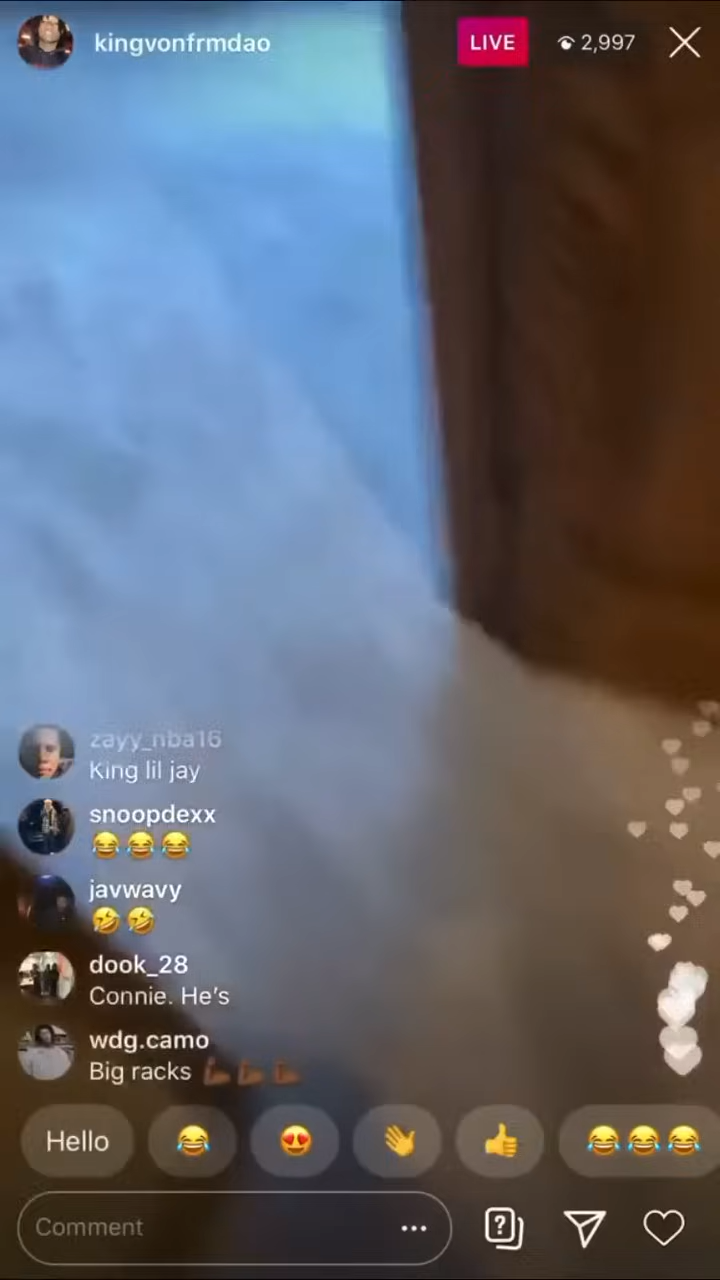 kingvonfrmdao LIVE 2,997
zayy_nba16
King lil jay
snoopdexx
😂😂😂
javwavy
🤣🤣
dook_28
Connie. He's
wdg.camo
Big racks 💪🏾💪🏾💪🏾
Hello 😂 😍 👋 👍 😂😂😂
Comment